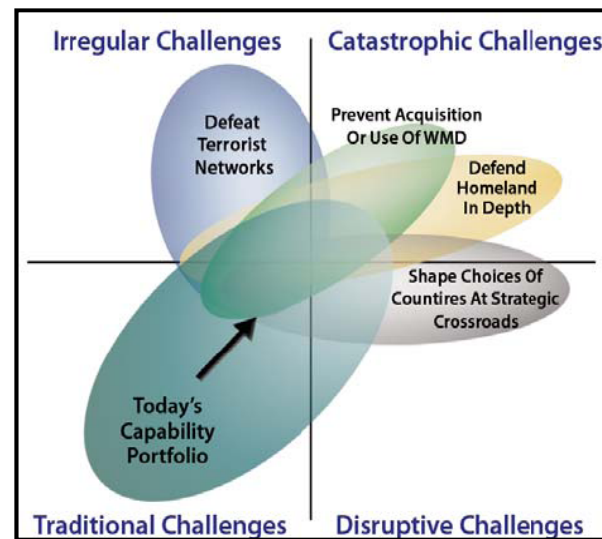 Irregular Challenges
Catastrophic Challenges
Defeat
Terrorist
Networks
Prevent Acquisition
Or Use Of WMD
Defend
Homeland
In Depth
Shape Choices Of
Countires At Strategic
Crossroads
Today's
Capability
Portfolio
Traditional Challenges
Disruptive Challenges